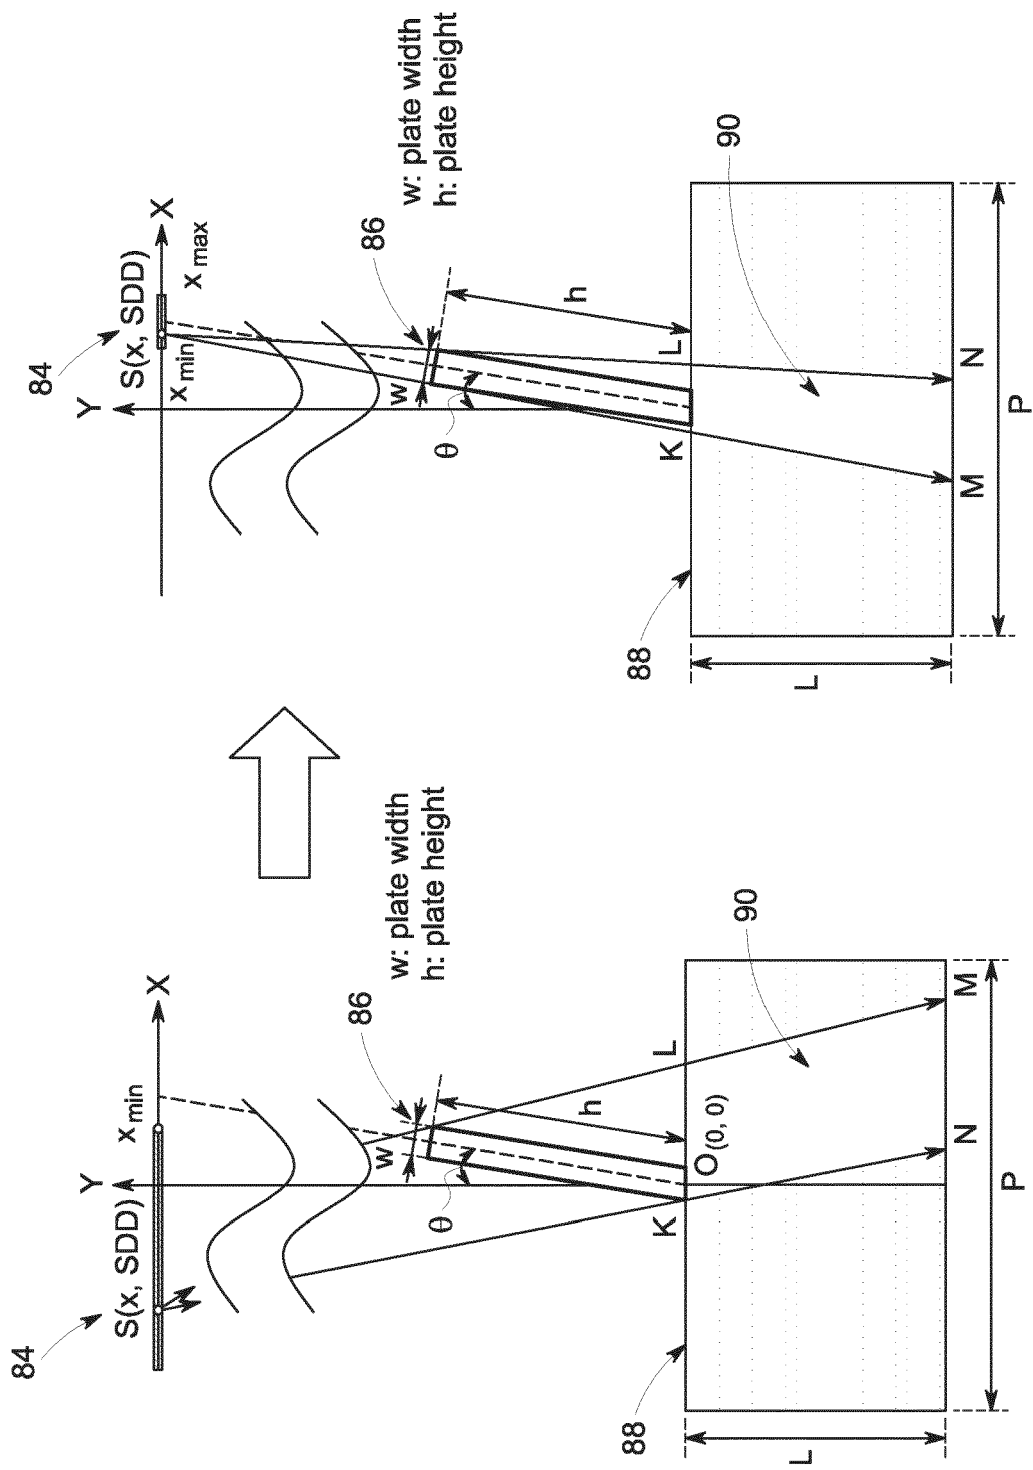 84
S(x, SDD)
Y
X
x min
86
w: plate width
h: plate height
w
θ
h
K
L
O(0, 0)
88
90
N
M
L
P
84
S(x, SDD)
Y
X
x min
x max
86
w: plate width
h: plate height
w
θ
h
K
L
88
90
M
N
L
P